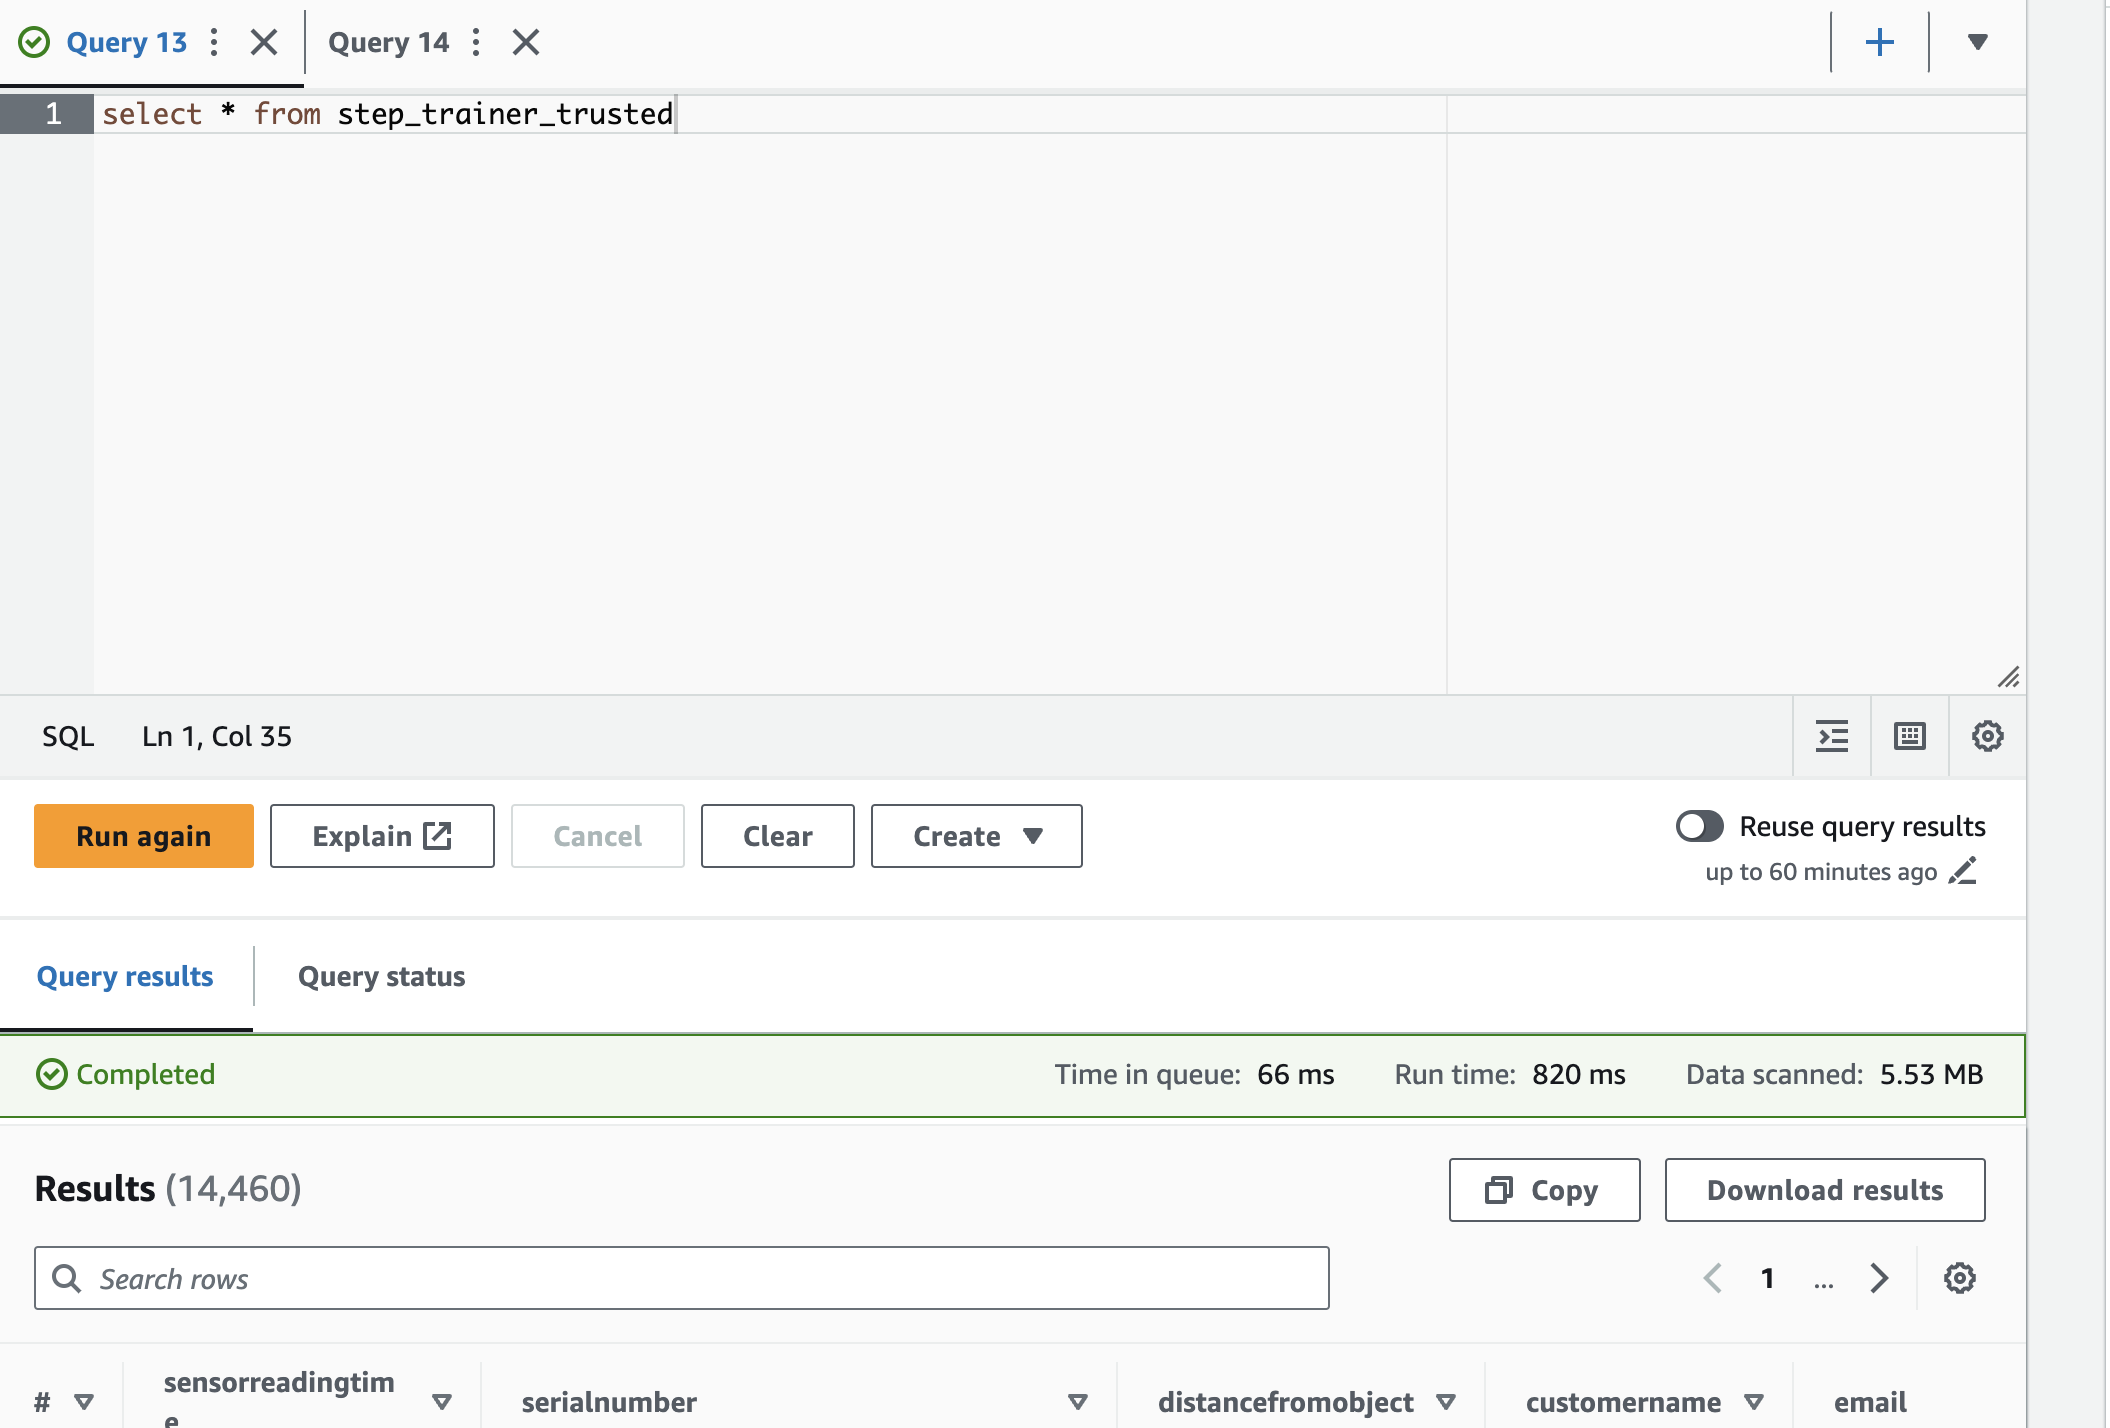 Query 13
Query 14
1 select * from step_trainer_trusted
SQL Ln 1, Col 35
Run again Explain Cancel Clear Create
Reuse query results
up to 60 minutes ago
Query results Query status
Completed Time in queue: 66 ms Run time: 820 ms Data scanned: 5.53 MB
Results (14,460) Copy Download results
Search rows 1 ...
# sensorreadingtime serialnumber distancefromobject customername email